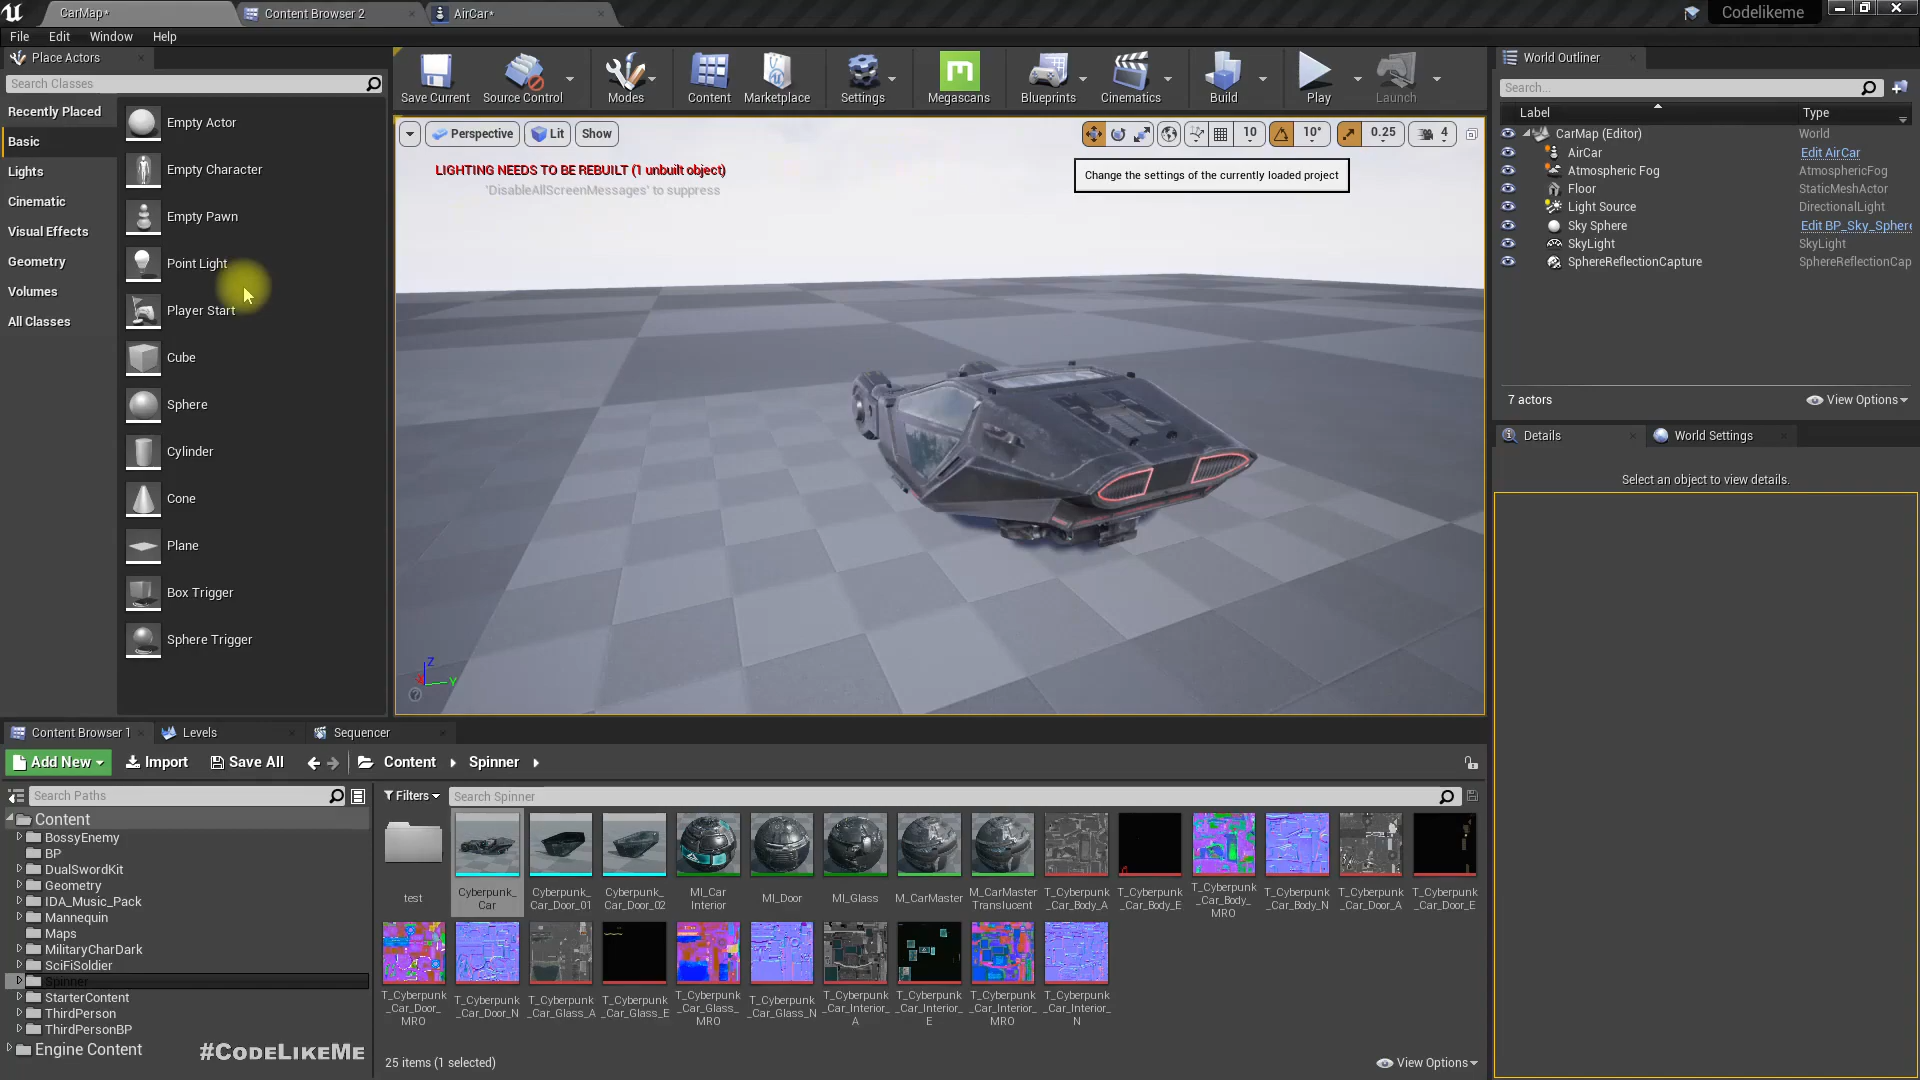 CarMap*
Content Browser 2
AirCar*
Codelikeme
File
Edit
Window
Help
Place Actors
Search Classes
Recently Placed
Basic
Lights
Cinematic
Visual Effects
Geometry
Volumes
All Classes
Empty Actor
Empty Character
Empty Pawn
Point Light
Player Start
Cube
Sphere
Cylinder
Cone
Plane
Box Trigger
Sphere Trigger
Save Current
Source Control
Modes
Content
Marketplace
Settings
Megascans
Blueprints
Cinematics
Build
Play
Launch
Perspective
Lit
Show
10
10°
0.25
4
LIGHTING NEEDS TO BE REBUILT (1 unbuilt object)
'DisableAllScreenMessages' to suppress
Change the settings of the currently loaded project
Z
X
Y
World Outliner
Search...
Label
Type
CarMap (Editor)
World
AirCar
Edit AirCar
Atmospheric Fog
AtmosphericFog
Floor
StaticMeshActor
Light Source
DirectionalLight
Sky Sphere
Edit BP_Sky_Sphere
SkyLight
SkyLight
SphereReflectionCapture
SphereReflectionCap
7 actors
View Options
Details
World Settings
Select an object to view details.
Content Browser 1
Levels
Sequencer
Add New
Import
Save All
Content
Spinner
Search Paths
Filters
Search Spinner
Content
BossyEnemy
BP
DualSwordKit
Geometry
IDA_Music_Pack
Mannequin
Maps
MilitaryCharDark
SciFiSoldier
Spinner
StarterContent
ThirdPerson
ThirdPersonBP
Engine Content
#CodeLikeMe
test
Cyberpunk_
Car
Cyberpunk_
Car_Door_01
Cyberpunk_
Car_Door_02
MI_Car
Interior
MI_Door
MI_Glass
M_CarMaster
M_CarMaster
Translucent
T_Cyberpunk
_Car_Body_A
T_Cyberpunk
_Car_Body_E
T_Cyberpunk
_Car_Body_
MRO
T_Cyberpunk
_Car_Body_N
T_Cyberpunk
_Car_Door_A
T_Cyberpunk
_Car_Door_E
T_Cyberpunk
_Car_Door_
MRO
T_Cyberpunk
_Car_Door_N
T_Cyberpunk
_Car_Glass_A
T_Cyberpunk
_Car_Glass_E
T_Cyberpunk
_Car_Glass_
MRO
T_Cyberpunk
_Car_Glass_N
T_Cyberpunk
_Car_Interior_
A
T_Cyberpunk
_Car_Interior_
E
T_Cyberpunk
_Car_Interior_
MRO
T_Cyberpunk
_Car_Interior_
N
25 items (1 selected)
View Options